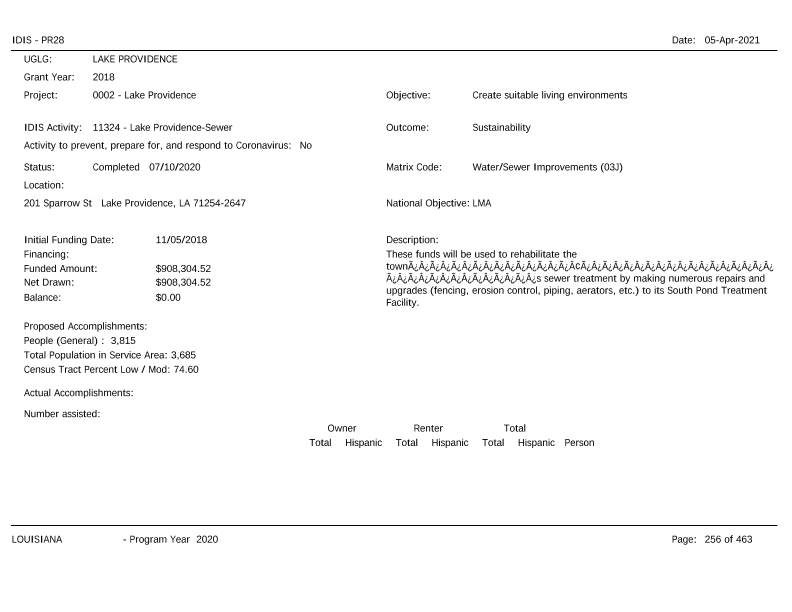 IDIS - PR28 Date: 05-Apr-2021
UGLG: LAKE PROVIDENCE
Grant Year: 2018
Project: 0002 - Lake Providence Objective: Create suitable living environments
IDIS Activity: 11324 - Lake Providence-Sewer Outcome: Sustainability
Activity to prevent, prepare for, and respond to Coronavirus: No
Status: Completed 07/10/2020 Matrix Code: Water/Sewer Improvements (03J)
Location:
201 Sparrow St Lake Providence, LA 71254-2647 National Objective: LMA
Initial Funding Date: 11/05/2018
Financing:
Funded Amount: $908,304.52
Net Drawn: $908,304.52
Balance: $0.00
Description:
These funds will be used to rehabilitate the
townÃ¿Â¿Ã¿Â¿Ã¿Â¿Ã¿Â¿Ã¿Â¿Ã¿Â¿Ã¿Â¿Ã¿Â¢Ã¿Â¿Ã¿Â¿Ã¿Â¿Ã¿Â¿Ã¿Â¿Ã¿Â¿Ã¿Â¿Ã¿Â¿
Ã¿Â¿Ã¿Â¿Ã¿Â¿Ã¿Â¿Ã¿Â¿Ã¿Â¿Ã¿Â¿s sewer treatment by making numerous repairs and
upgrades (fencing, erosion control, piping, aerators, etc.) to its South Pond Treatment
Facility.
Proposed Accomplishments:
People (General) : 3,815
Total Population in Service Area: 3,685
Census Tract Percent Low / Mod: 74.60
Actual Accomplishments:
Number assisted:
Owner Renter Total
Total Hispanic Total Hispanic Total Hispanic Person
LOUISIANA - Program Year 2020 Page: 256 of 463